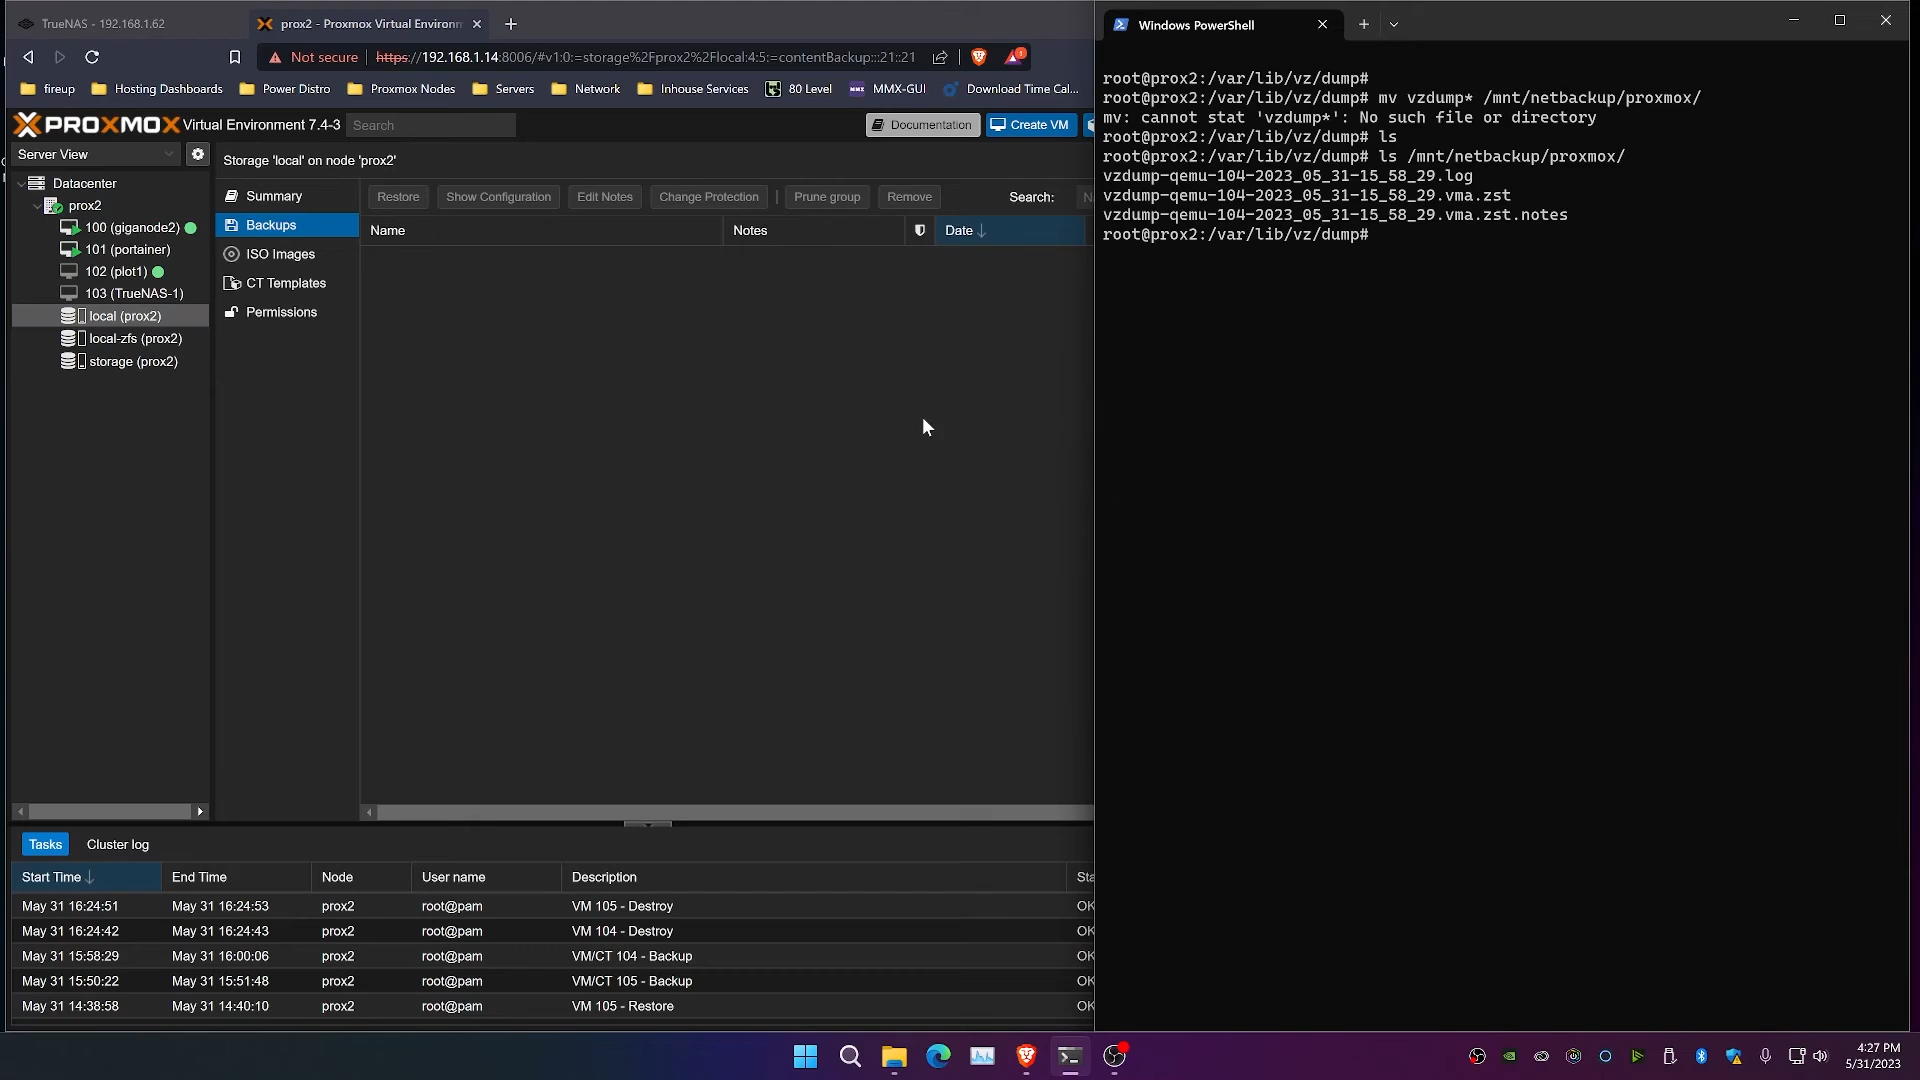 TrueNAS - 192.168.1.62
prox2 - Proxmox Virtual Environm
Not secure
https://192.168.1.14:8006/#v1:0:=storage%2Fprox2%2Flocal:4:5:=contentBackup:::21::21
fireup
Hosting Dashboards
Power Distro
Proxmox Nodes
Servers
Network
Inhouse Services
80 Level
MMX-GUI
Download Time Cal...
PROXMOX Virtual Environment 7.4-3
Search
Documentation
Create VM
Server View
Storage 'local' on node 'prox2'
Datacenter
prox2
100 (giganode2)
101 (portainer)
102 (plot1)
103 (TrueNAS-1)
local (prox2)
local-zfs (prox2)
storage (prox2)
Summary
Backups
ISO Images
CT Templates
Permissions
Restore
Show Configuration
Edit Notes
Change Protection
Prune group
Remove
Search:
Name
Notes
Date
Tasks
Cluster log
Start Time
End Time
Node
User name
Description
Sta
May 31 16:24:51
May 31 16:24:53
prox2
root@pam
VM 105 - Destroy
OK
May 31 16:24:42
May 31 16:24:43
prox2
root@pam
VM 104 - Destroy
OK
May 31 15:58:29
May 31 16:00:06
prox2
root@pam
VM/CT 104 - Backup
OK
May 31 15:50:22
May 31 15:51:48
prox2
root@pam
VM/CT 105 - Backup
OK
May 31 14:38:58
May 31 14:40:10
prox2
root@pam
VM 105 - Restore
OK
Windows PowerShell
root@prox2:/var/lib/vz/dump#
root@prox2:/var/lib/vz/dump# mv vzdump* /mnt/netbackup/proxmox/
mv: cannot stat 'vzdump*': No such file or directory
root@prox2:/var/lib/vz/dump# ls
root@prox2:/var/lib/vz/dump# ls /mnt/netbackup/proxmox/
vzdump-qemu-104-2023_05_31-15_58_29.log
vzdump-qemu-104-2023_05_31-15_58_29.vma.zst
vzdump-qemu-104-2023_05_31-15_58_29.vma.zst.notes
root@prox2:/var/lib/vz/dump#
4:27 PM
5/31/2023